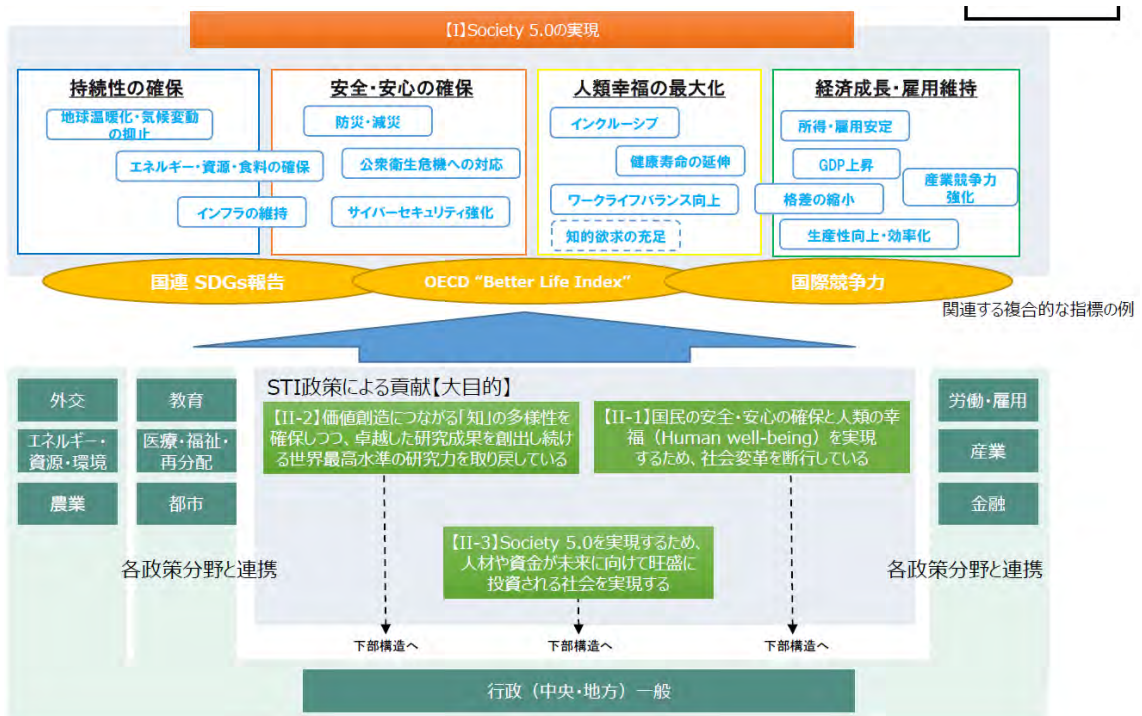 【I】Society 5.0の実現
持続性の確保
地球温暖化・気候変動
の抑止
エネルギー・資源・食料の確保
インフラの維持
安全・安心の確保
防災・減災
公衆衛生危機への対応
サイバーセキュリティ強化
人類幸福の最大化
インクルーシブ
健康寿命の延伸
ワークライフバランス向上
知的欲求の充足
経済成長・雇用維持
所得・雇用安定
GDP上昇
産業競争力
強化
格差の縮小
生産性向上・効率化
国連 SDGs報告
OECD “Better Life Index”
国際競争力
関連する複合的な指標の例
外交
教育
エネルギー・
資源・環境
医療・福祉・
再分配
農業
都市
各政策分野と連携
STI政策による貢献【大目的】
【II-2】価値創造につながる「知」の多様性を
確保しつつ、卓越した研究成果を創出し続け
る世界最高水準の研究力を取り戻している
【II-1】国民の安全・安心の確保と人類の幸
福（Human well-being）を実現
するため、社会変革を断行している
【II-3】Society 5.0を実現するため、
人材や資金が未来に向けて旺盛に
投資される社会を実現する
下部構造へ
下部構造へ
下部構造へ
労働・雇用
産業
金融
各政策分野と連携
行政（中央・地方）一般